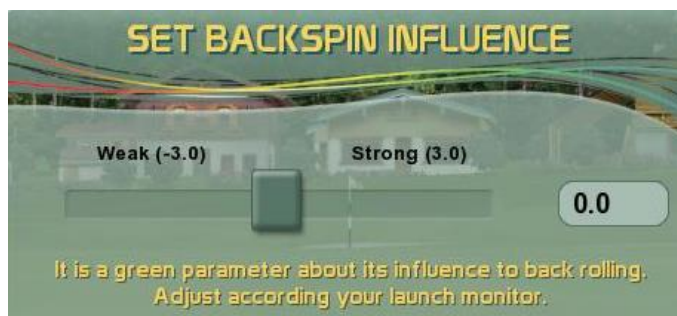 SET BACKSPIN INFLUENCE
Weak (-3.0) Strong (3.0)
0.0
It is a green parameter about its influence to back rolling.
Adjust according your launch monitor.